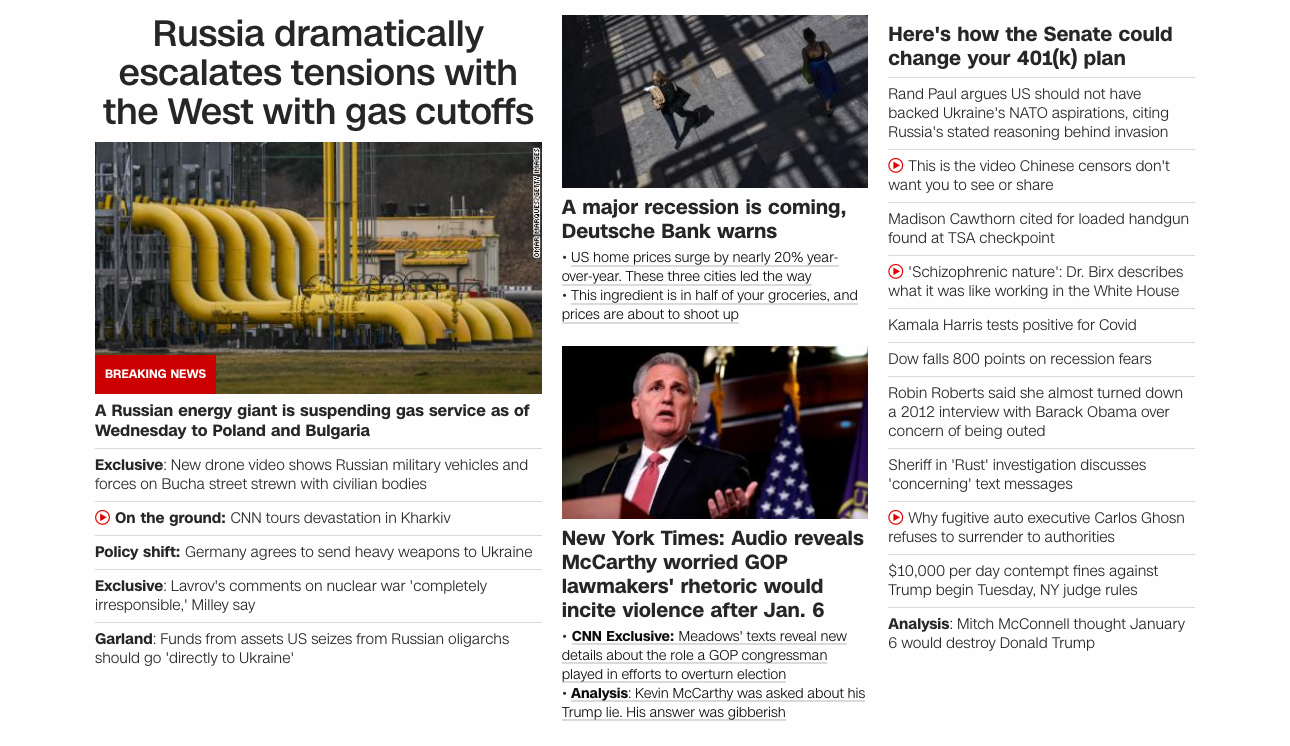 Russia dramatically
escalates tensions with
the West with gas cutoffs
OMAR MARQUES/GETTY IMAGES
BREAKING NEWS
A Russian energy giant is suspending gas service as of
Wednesday to Poland and Bulgaria
Exclusive: New drone video shows Russian military vehicles and
forces on Bucha street strewn with civilian bodies
On the ground: CNN tours devastation in Kharkiv
Policy shift: Germany agrees to send heavy weapons to Ukraine
Exclusive: Lavrov's comments on nuclear war 'completely
irresponsible,' Milley say
Garland: Funds from assets US seizes from Russian oligarchs
should go 'directly to Ukraine'
A major recession is coming,
Deutsche Bank warns
• US home prices surge by nearly 20% year-
over-year. These three cities led the way
• This ingredient is in half of your groceries, and
prices are about to shoot up
New York Times: Audio reveals
McCarthy worried GOP
lawmakers' rhetoric would
incite violence after Jan. 6
• CNN Exclusive: Meadows' texts reveal new
details about the role a GOP congressman
played in efforts to overturn election
• Analysis: Kevin McCarthy was asked about his
Trump lie. His answer was gibberish
Here's how the Senate could
change your 401(k) plan
Rand Paul argues US should not have
backed Ukraine's NATO aspirations, citing
Russia's stated reasoning behind invasion
This is the video Chinese censors don't
want you to see or share
Madison Cawthorn cited for loaded handgun
found at TSA checkpoint
'Schizophrenic nature': Dr. Birx describes
what it was like working in the White House
Kamala Harris tests positive for Covid
Dow falls 800 points on recession fears
Robin Roberts said she almost turned down
a 2012 interview with Barack Obama over
concern of being outed
Sheriff in 'Rust' investigation discusses
'concerning' text messages
Why fugitive auto executive Carlos Ghosn
refuses to surrender to authorities
$10,000 per day contempt fines against
Trump begin Tuesday, NY judge rules
Analysis: Mitch McConnell thought January
6 would destroy Donald Trump